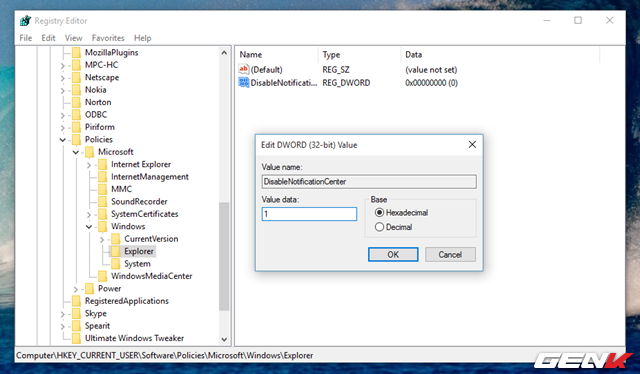 Registry Editor
File Edit View Favorites Help
MozillaPlugins
MPC-HC
Netscape
Nokia
Norton
ODBC
Piriform
Policies
Microsoft
Internet Explorer
InternetManagement
MMC
SoundRecorder
SystemCertificates
Windows
CurrentVersion
Explorer
System
WindowsMediaCenter
Power
RegisteredApplications
Skype
Spearit
Ultimate Windows Tweaker
Name Type Data
ab (Default) REG_SZ (value not set)
DisableNotificati... REG_DWORD 0x00000000 (0)
Edit DWORD (32-bit) Value
Value name:
DisableNotificationCenter
Value data:
1
Base
Hexadecimal
Decimal
OK Cancel
Computer\HKEY_CURRENT_USER\Software\Policies\Microsoft\Windows\Explorer
GENK